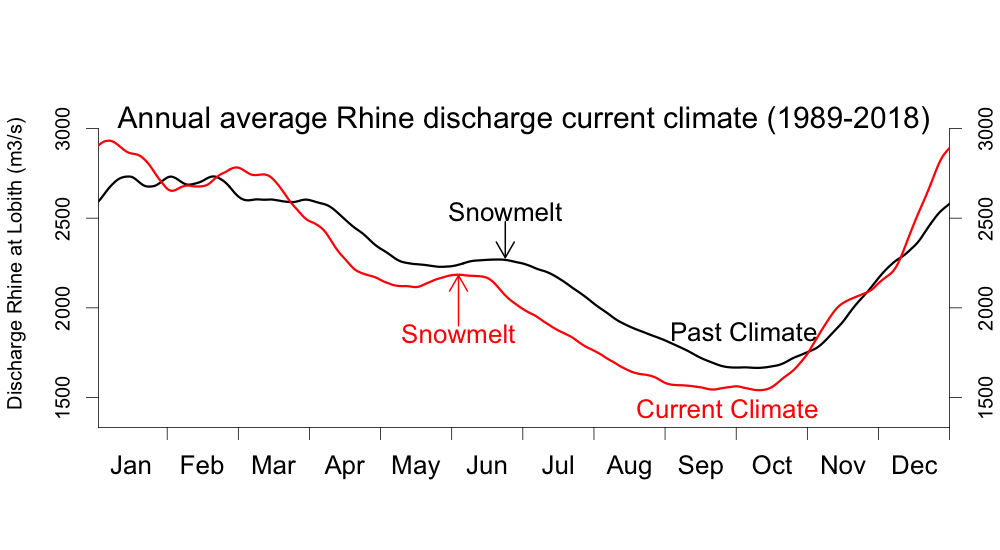 Annual average Rhine discharge current climate (1989-2018)
Discharge Rhine at Lobith (m3/s)
3000
2500
2000
1500
3000
2500
2000
1500
Snowmelt
Snowmelt
Past Climate
Current Climate
Jan Feb Mar Apr May Jun Jul Aug Sep Oct Nov Dec